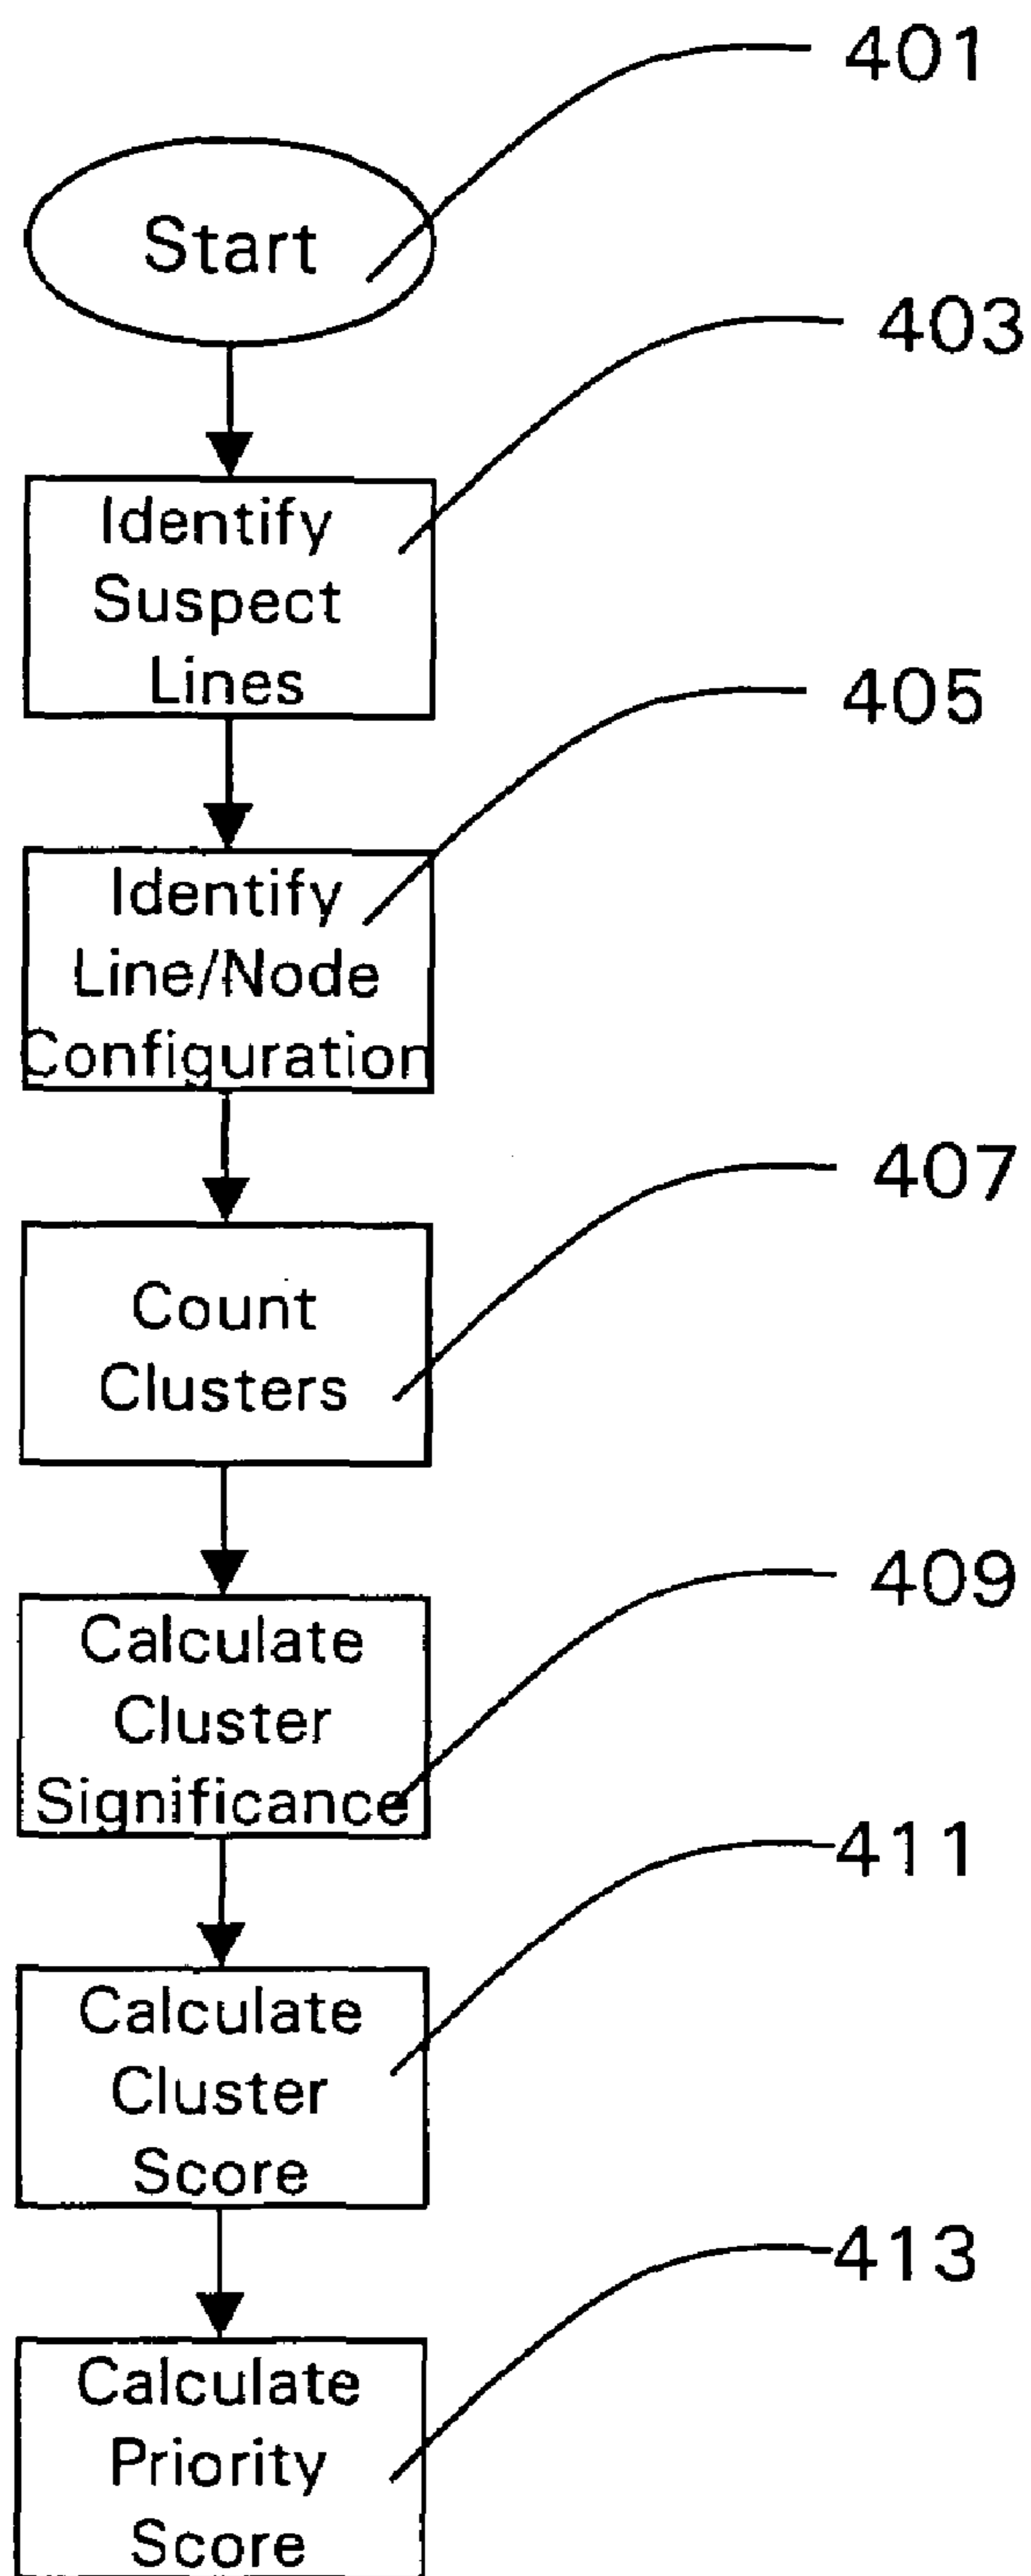 401
Start
403
Identify
Suspect
Lines
405
Identify
Line/Node
Configuration
407
Count
Clusters
409
Calculate
Cluster
Significance
411
Calculate
Cluster
Score
413
Calculate
Priority
Score